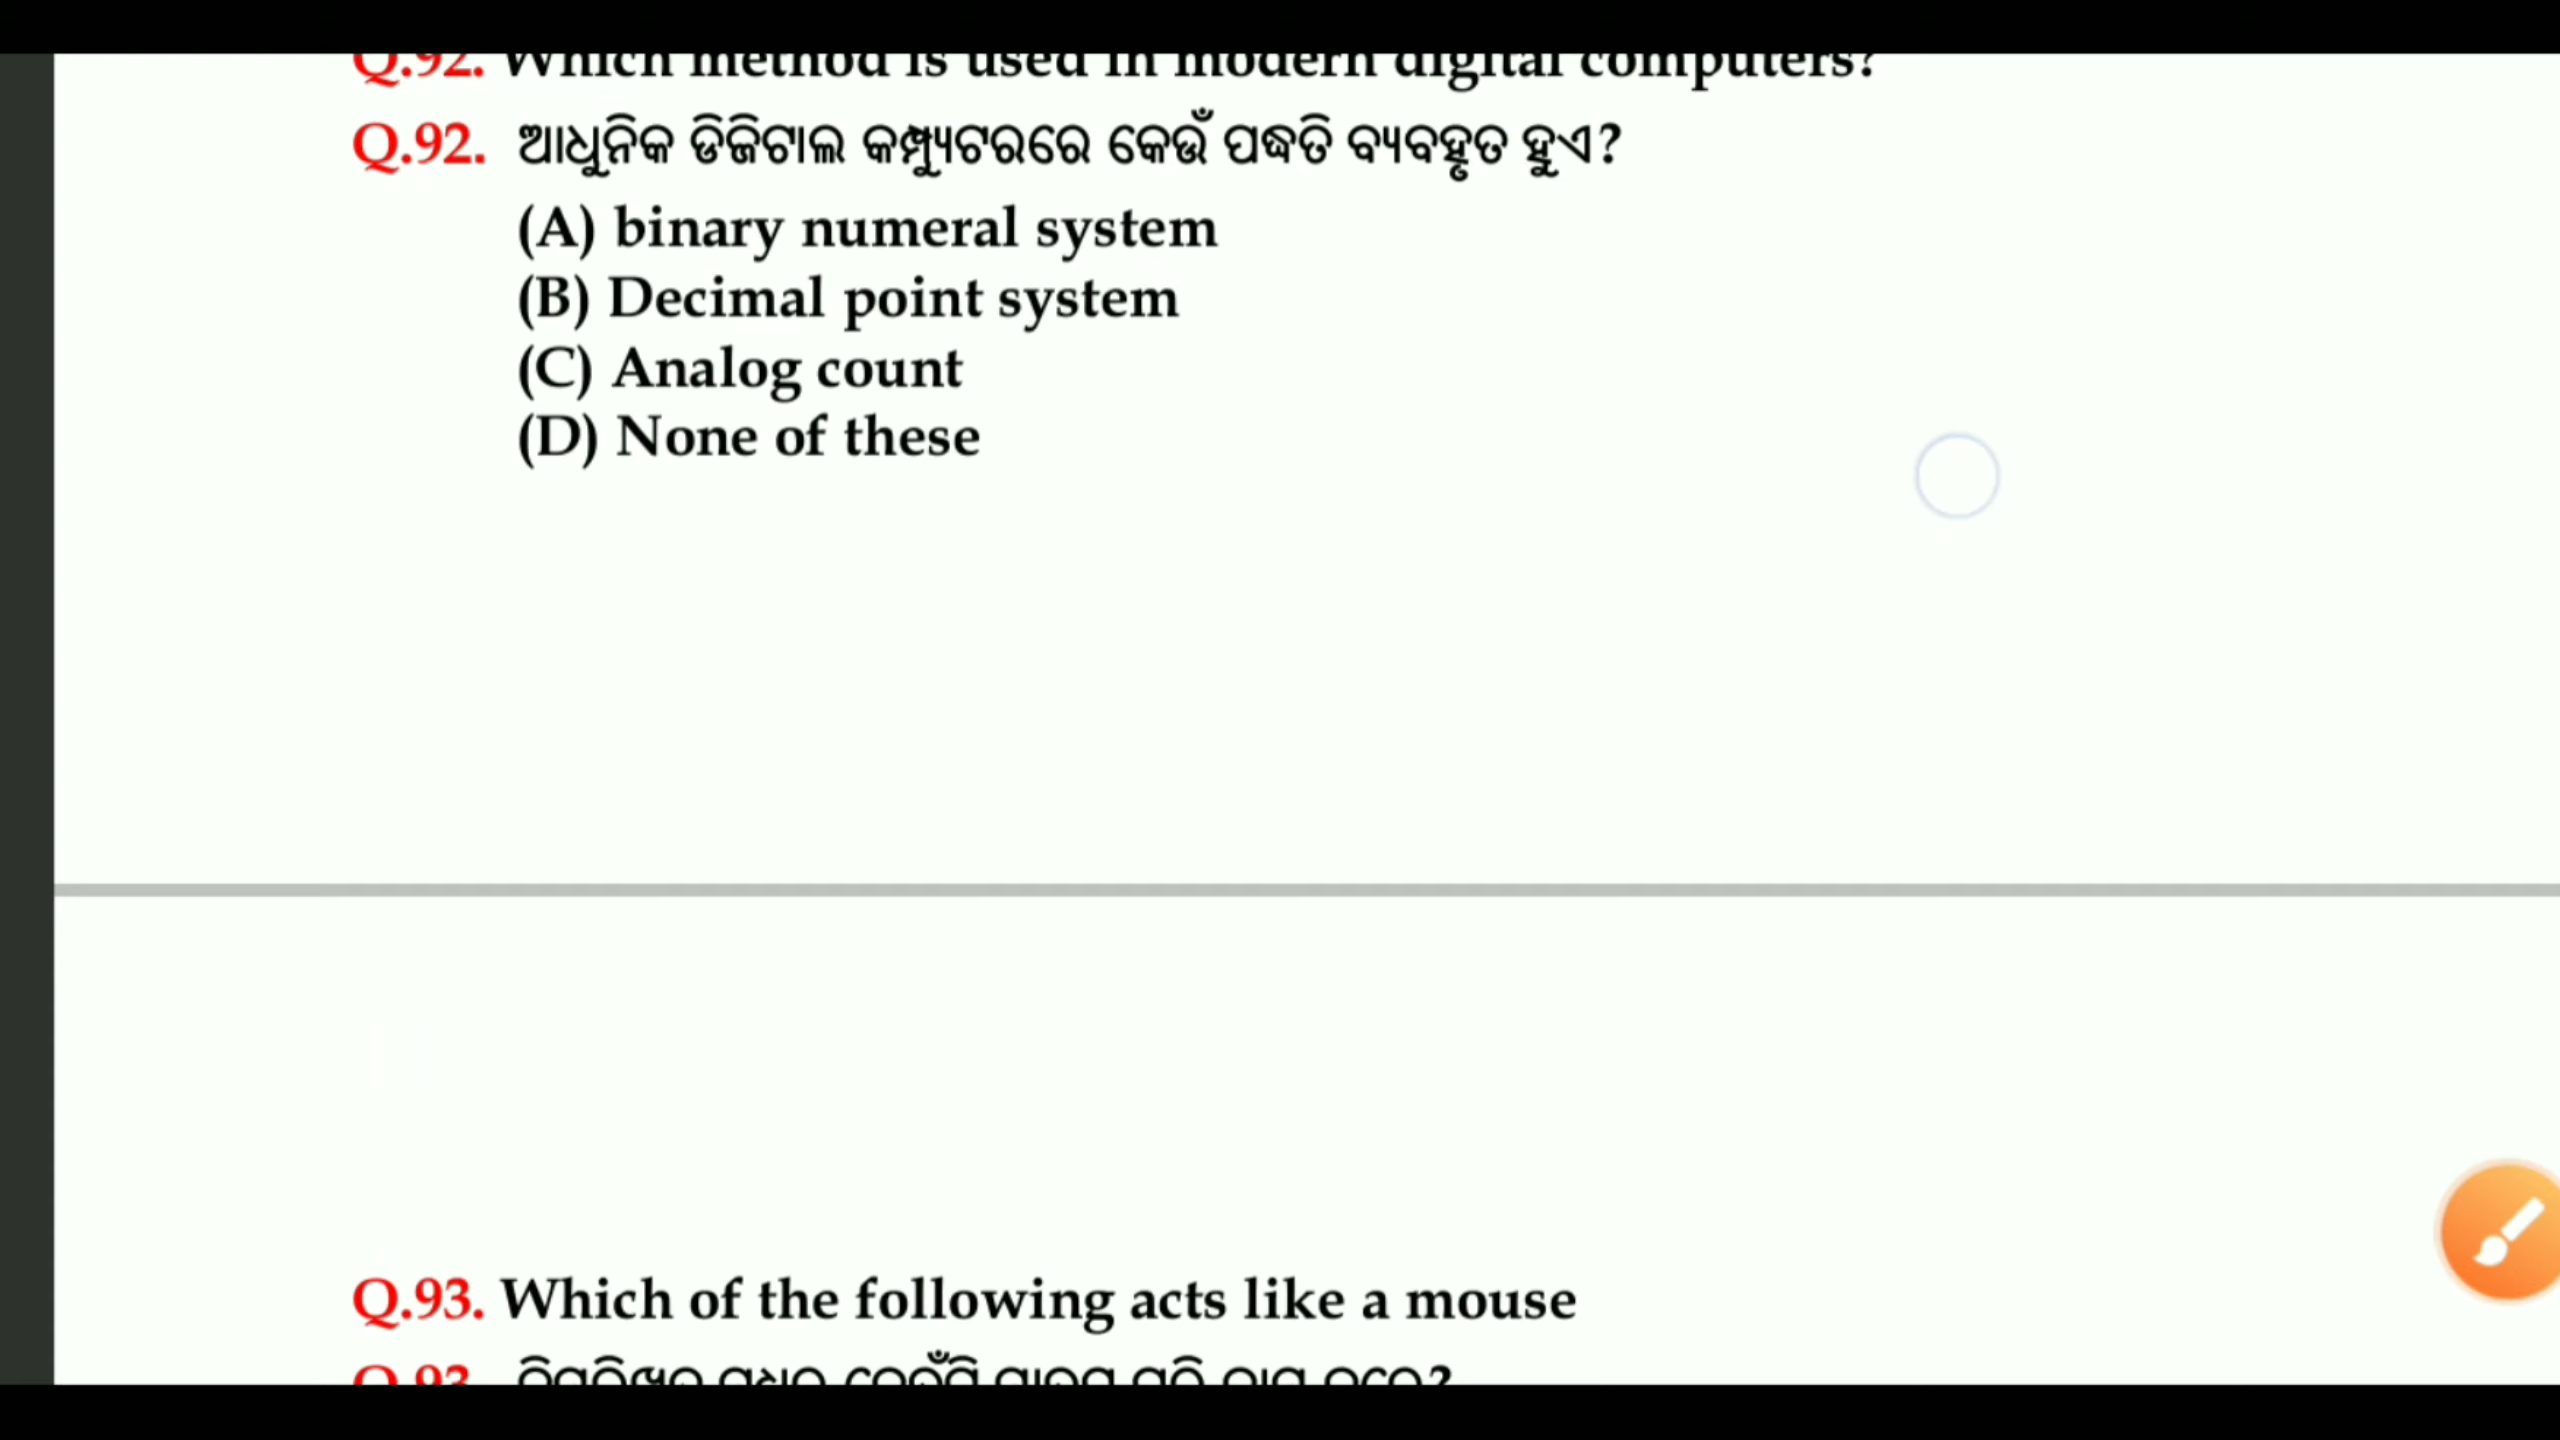 Q.92. Which method is used in modern digital computers?
Q.92. ଆଧୁନିକ ଡିଜିଟାଲ କମ୍ପ୍ୟୁଟରରେ କେଉଁ ପଦ୍ଧତି ବ୍ୟବହୃତ ହୁଏ?
(A) binary numeral system
(B) Decimal point system
(C) Analog count
(D) None of these
Q.93. Which of the following acts like a mouse
Q.93.